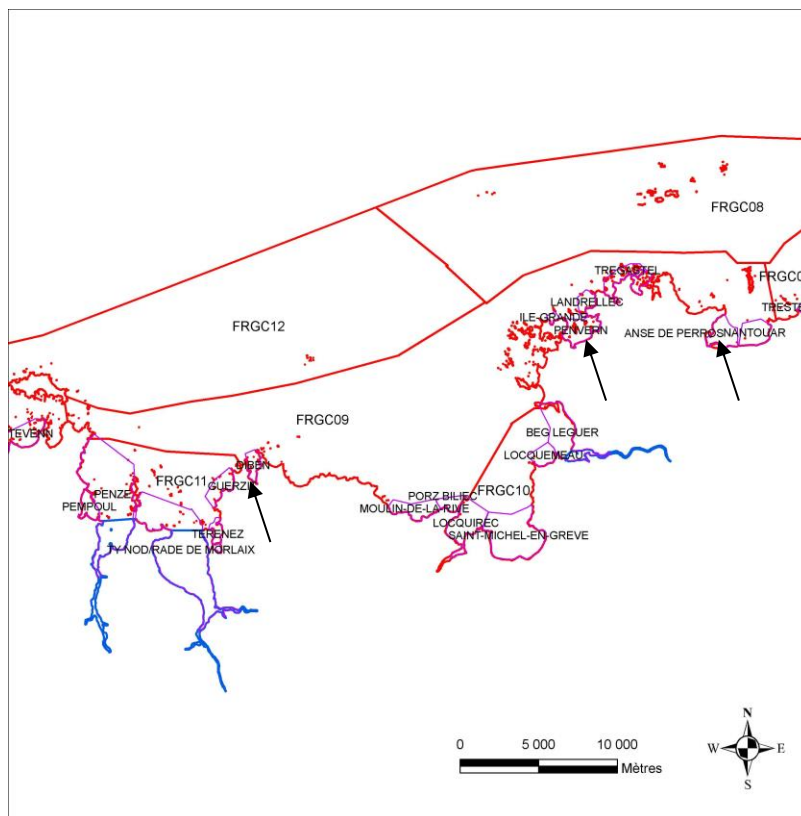 FRGC08
TREGASTEL
FRGC0
LANDRELLEC
TRESTE
ILE-GRANDE
FRGC12
PENVERN
ANSE DE PERROS
NANTOUAR
FRGC09
TEVENN
BEG LEGUER
LOCQUEMEAU
DIBEN
FRGC11
GUERZIT
PENZE
PEMPOUL
PORZ BILIEC
FRGC10
MOULIN-DE-LA-RIVE
LOCQUIREC
TERENEZ
SAINT-MICHEL-EN-GREVE
TY NOD/RADE DE MORLAIX
N
W E
S
0 5 000 10 000
Mètres